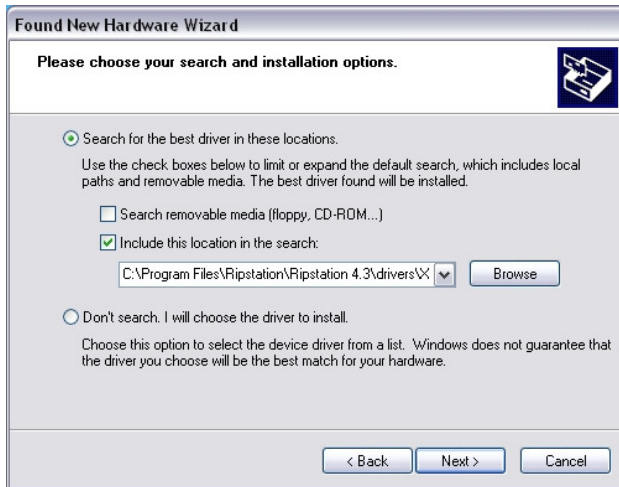 Found New Hardware Wizard
Please choose your search and installation options.
Search for the best driver in these locations.
Use the check boxes below to limit or expand the default search, which includes local
paths and removable media. The best driver found will be installed.
Search removable media (floppy, CD-ROM...)
Include this location in the search:
C:\Program Files\Ripstation\Ripstation 4.3\drivers\X
Browse
Don't search. I will choose the driver to install.
Choose this option to select the device driver from a list. Windows does not guarantee that
the driver you choose will be the best match for your hardware.
< Back Next > Cancel